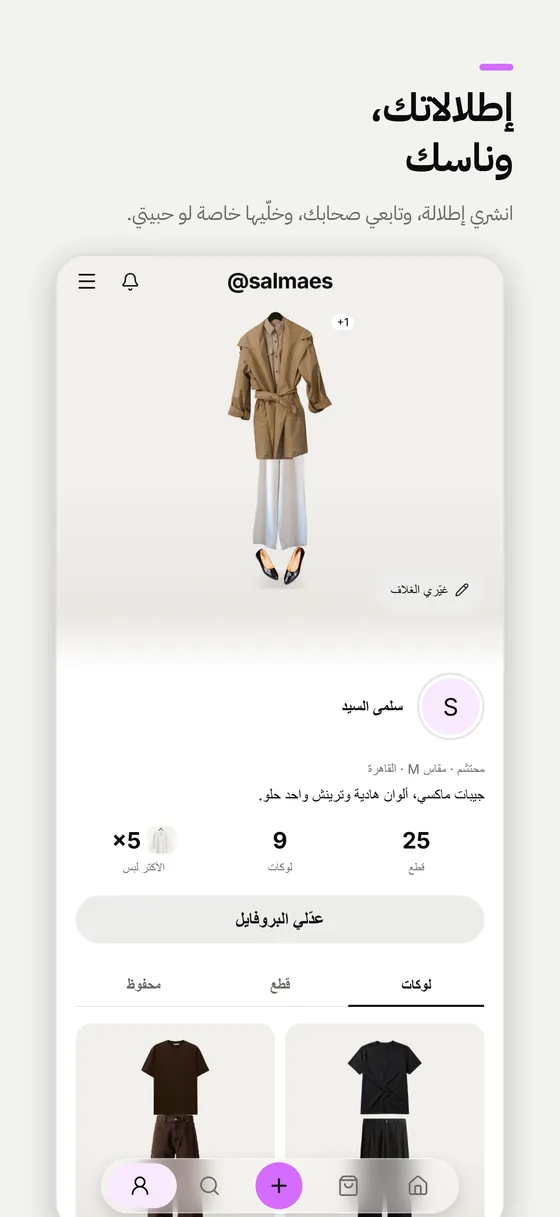 إطلالاتك،
وناسك
انشري إطلالة، وتابعي صحابك، وخلّيها خاصة لو حبيتي.
@salmaes
+1
غيّري الغلاف
S
سلمى السيد
محتشم · مقاس M · القاهرة
جيبات ماكسي، ألوان هادية وترينش واحد حلو.
25
قطع
9
لوكات
×5
الأكتر لبس
عدّلي البروفايل
لوكات
قطع
محفوظ